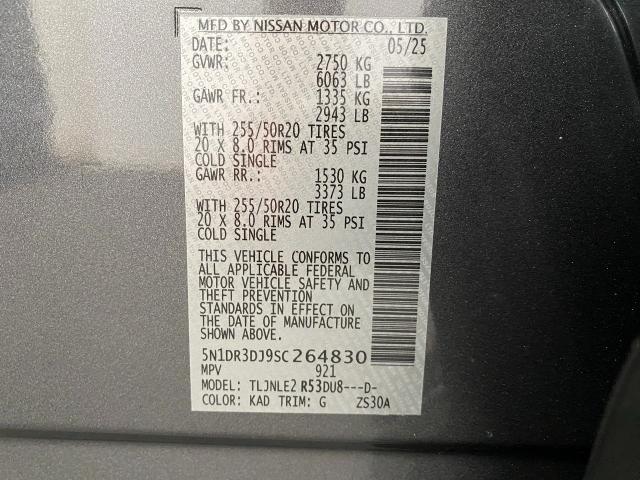 MFD BY NISSAN MOTOR CO., LTD.
DATE: 05/25
GVWR: 2750 KG
6063 LB
GAWR FR.: 1335 KG
2943 LB
WITH 255/50R20 TIRES
20 X 8.0 RIMS AT 35 PSI
COLD SINGLE
GAWR RR.: 1530 KG
3373 LB
WITH 255/50R20 TIRES
20 X 8.0 RIMS AT 35 PSI
COLD SINGLE
THIS VEHICLE CONFORMS TO
ALL APPLICABLE FEDERAL
MOTOR VEHICLE SAFETY AND
THEFT PREVENTION
STANDARDS IN EFFECT ON
THE DATE OF MANUFACTURE
SHOWN ABOVE.
5N1DR3DJ9SC264830
MPV 921
MODEL: TLJNLE2 R53DU8---D-
COLOR: KAD TRIM: G ZS30A